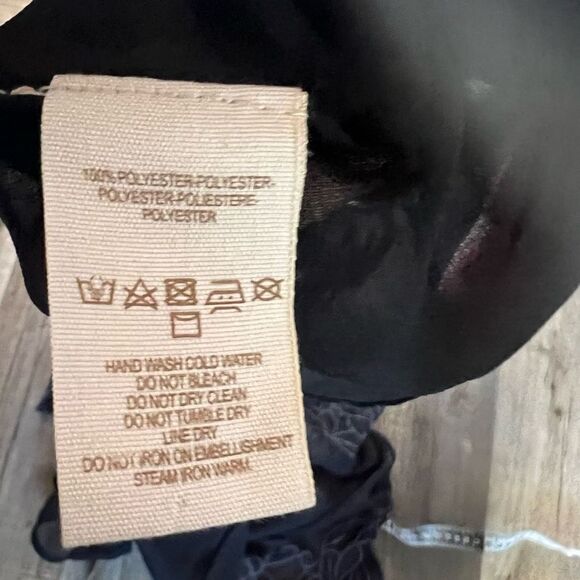 100% POLYESTER-POLYESTER-
POLYESTER-POLIESTERE-
POLYESTER
HAND WASH COLD WATER
DO NOT BLEACH
DO NOT DRY CLEAN
DO NOT TUMBLE DRY
LINE DRY
DO NOT IRON ON EMBELLISHMENT
STEAM IRON WARM.